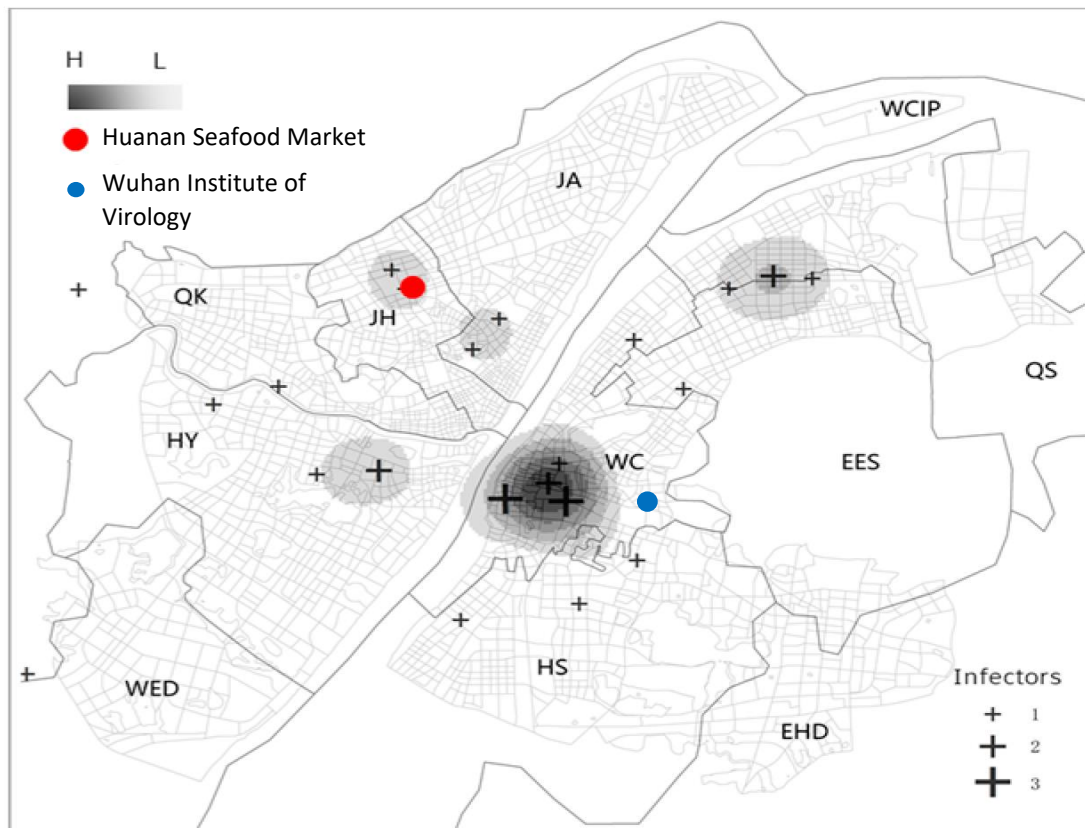 H L
Huanan Seafood Market
Wuhan Institute of
Virology
WCIP
JA
QK
JH
QS
HY
WC
EES
WED
HS
EHD
Infectors
1
2
3